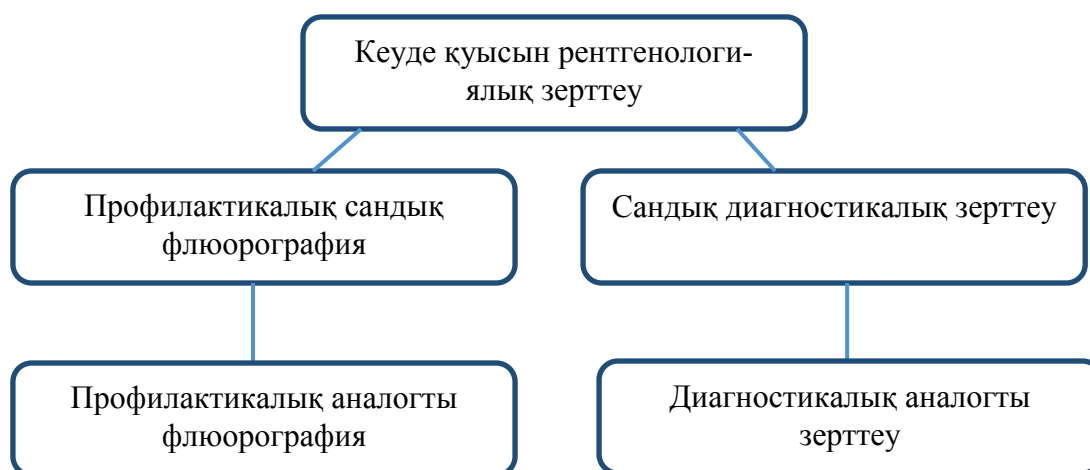 Кеуде қуысын рентгенологи-
ялық зерттеу
Профилактикалық сандық
флюорография
Сандық диагностикалық зерттеу
Профилактикалық аналогты
флюорография
Диагностикалық аналогты
зерттеу